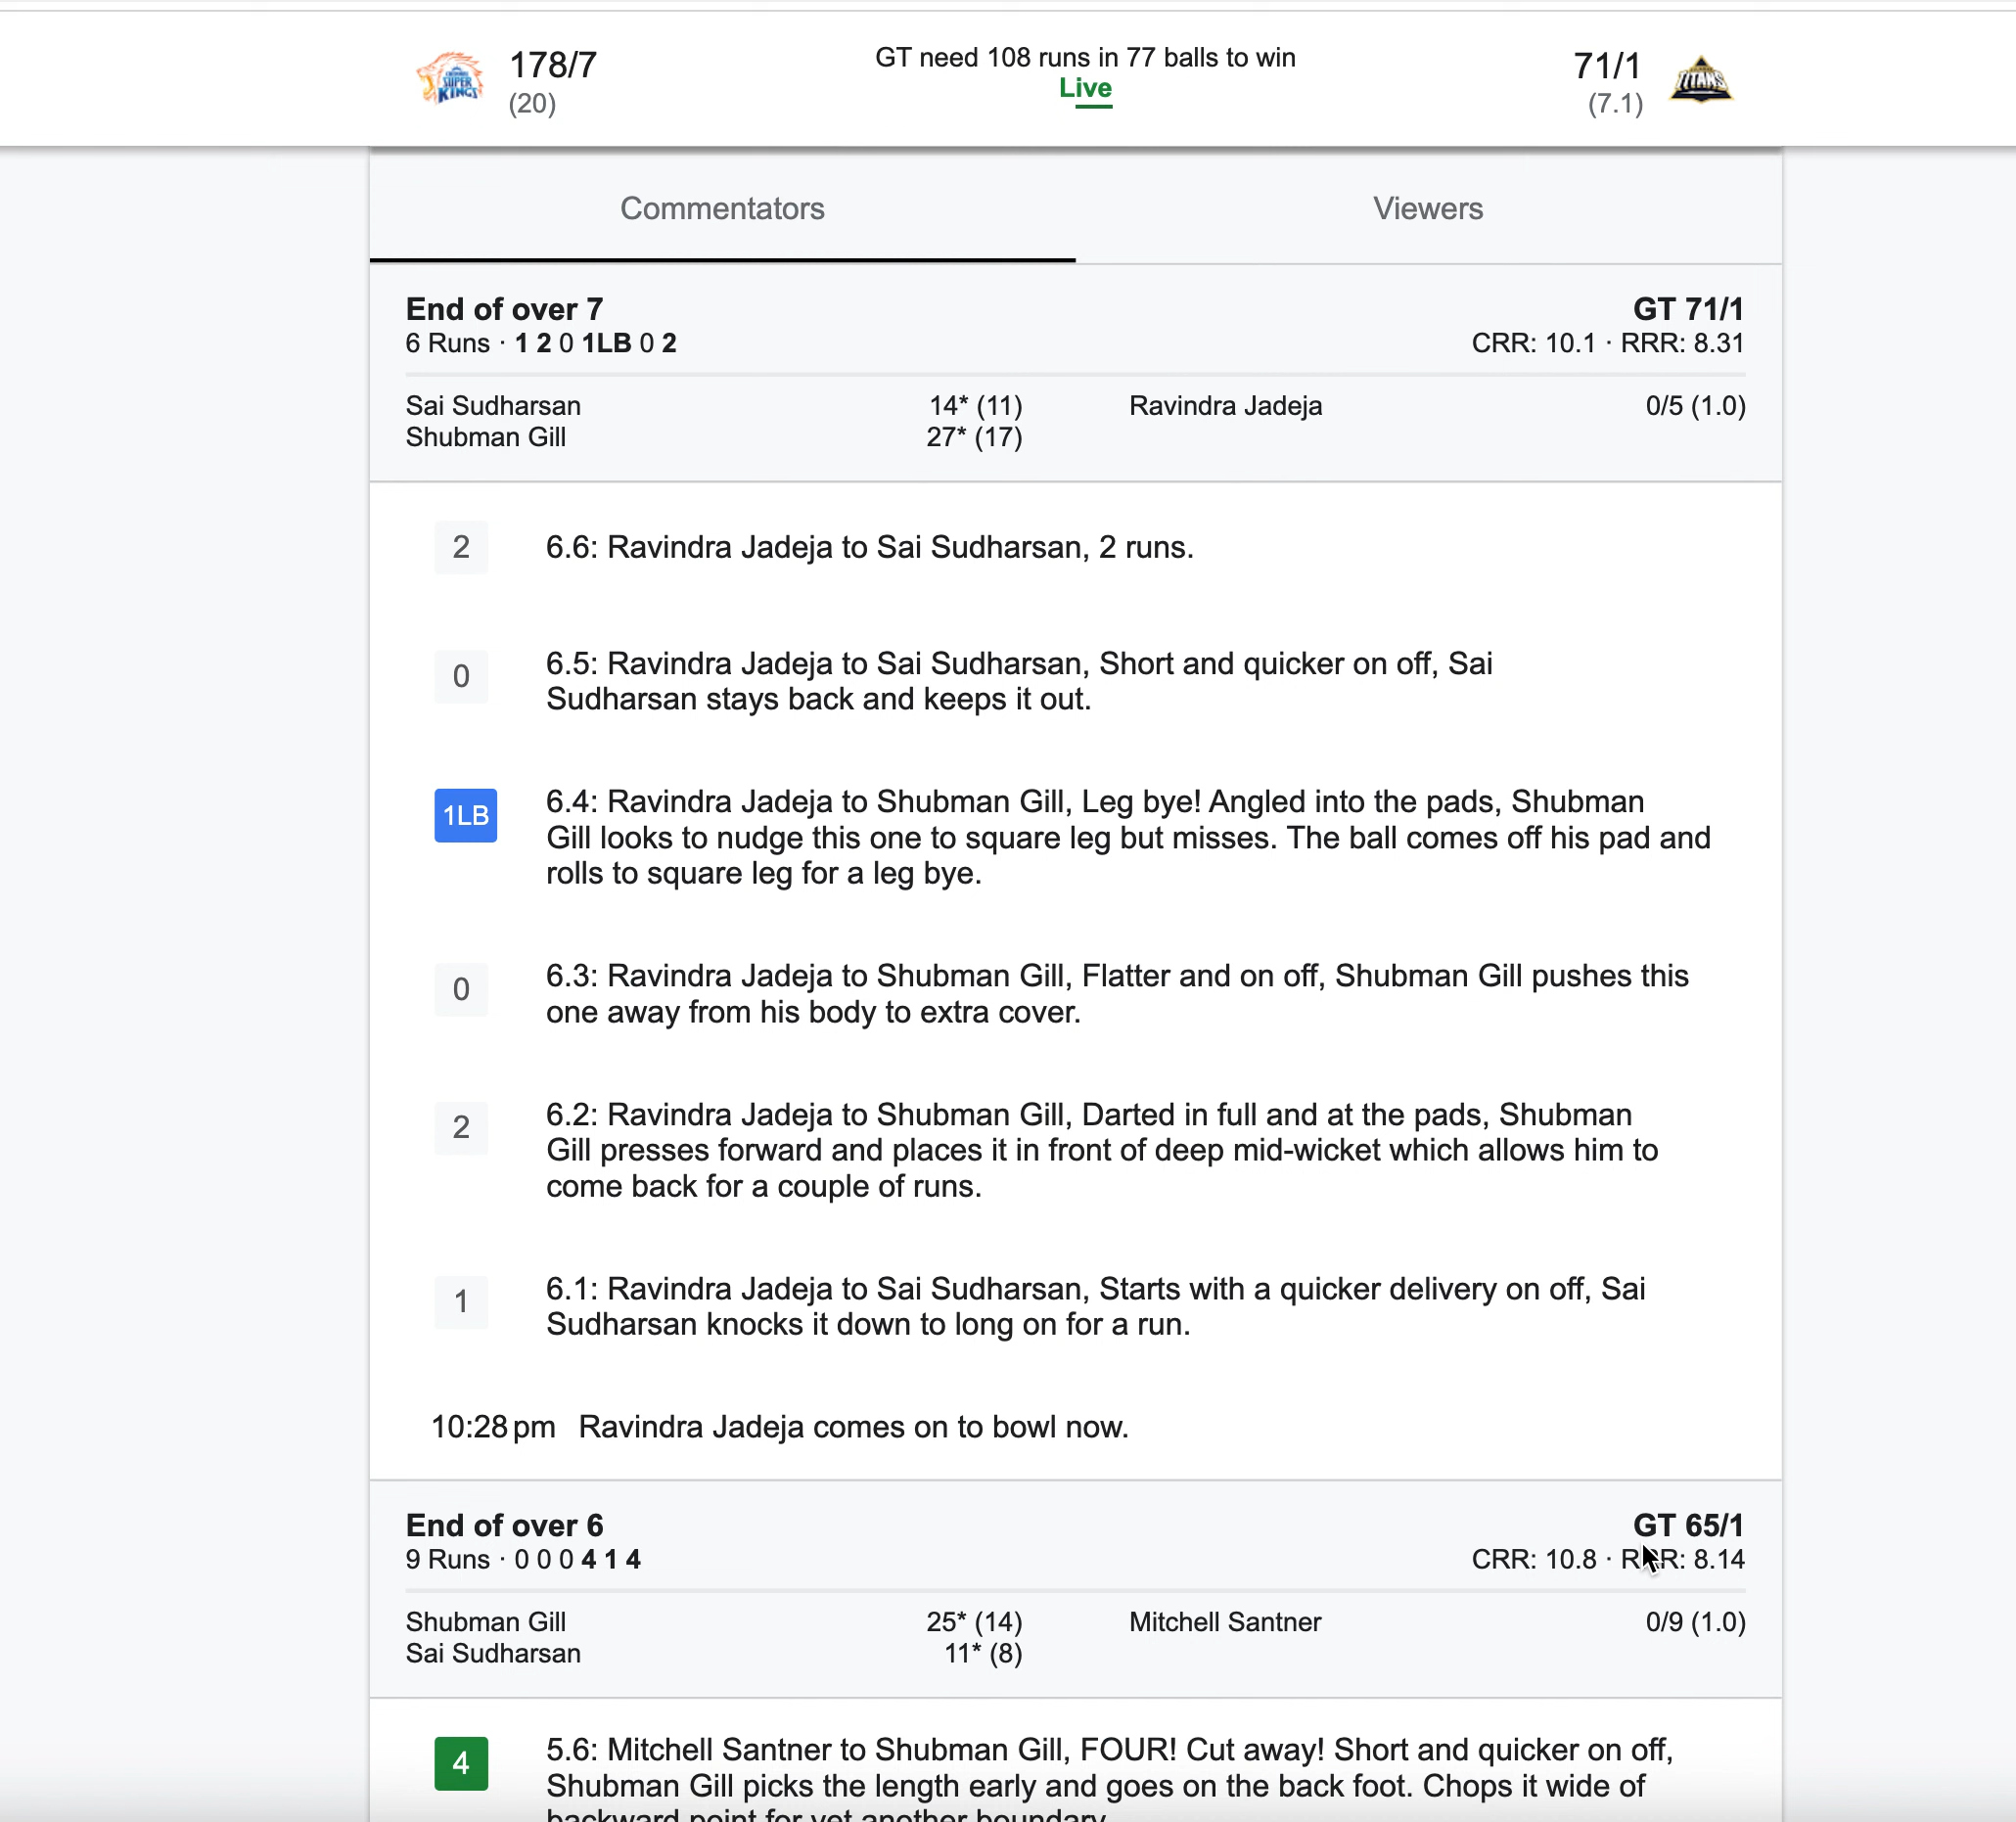 178/7
(20)
GT need 108 runs in 77 balls to win
Live
71/1
(7.1)
SUPER
KINGS
TITANS
Commentators
Viewers
End of over 7
GT 71/1
6 Runs · 1 2 0 1LB 0 2
CRR: 10.1 · RRR: 8.31
Sai Sudharsan 14* (11)
Ravindra Jadeja 0/5 (1.0)
Shubman Gill 27* (17)
2
6.6: Ravindra Jadeja to Sai Sudharsan, 2 runs.
0
6.5: Ravindra Jadeja to Sai Sudharsan, Short and quicker on off, Sai
Sudharsan stays back and keeps it out.
1LB
6.4: Ravindra Jadeja to Shubman Gill, Leg bye! Angled into the pads, Shubman
Gill looks to nudge this one to square leg but misses. The ball comes off his pad and
rolls to square leg for a leg bye.
0
6.3: Ravindra Jadeja to Shubman Gill, Flatter and on off, Shubman Gill pushes this
one away from his body to extra cover.
2
6.2: Ravindra Jadeja to Shubman Gill, Darted in full and at the pads, Shubman
Gill presses forward and places it in front of deep mid-wicket which allows him to
come back for a couple of runs.
1
6.1: Ravindra Jadeja to Sai Sudharsan, Starts with a quicker delivery on off, Sai
Sudharsan knocks it down to long on for a run.
10:28 pm Ravindra Jadeja comes on to bowl now.
End of over 6
GT 65/1
9 Runs · 0 0 0 4 1 4
CRR: 10.8 · RRR: 8.14
Shubman Gill 25* (14)
Mitchell Santner 0/9 (1.0)
Sai Sudharsan 11* (8)
4
5.6: Mitchell Santner to Shubman Gill, FOUR! Cut away! Short and quicker on off,
Shubman Gill picks the length early and goes on the back foot. Chops it wide of
backward point for yet another boundary.